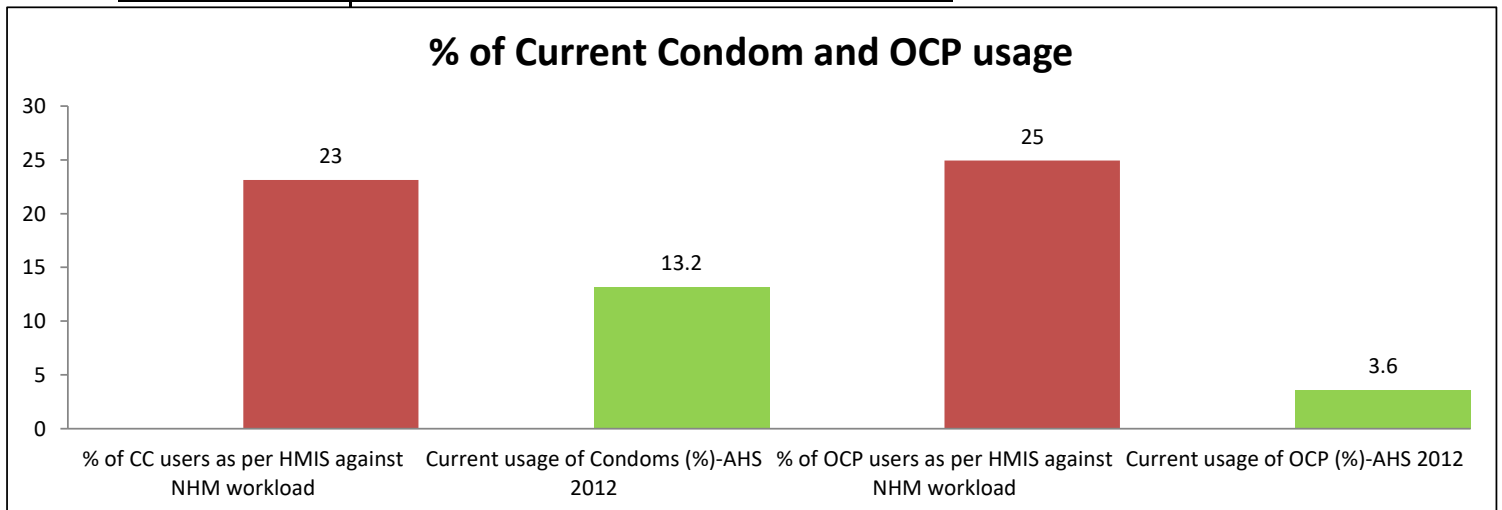 % of Current Condom and OCP usage
30
25
20
15
10
5
0
23
13.2
25
3.6
% of CC users as per HMIS against
NHM workload
Current usage of Condoms (%)-AHS
2012
% of OCP users as per HMIS against
NHM workload
Current usage of OCP (%)-AHS 2012